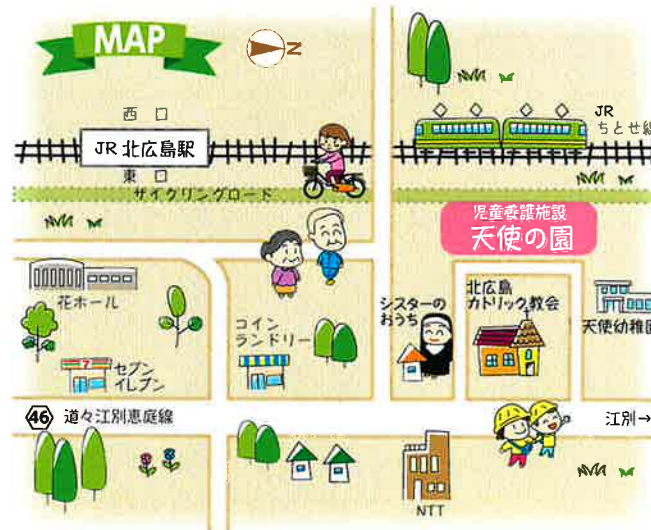 MAP
N
西口
JR
ちとせ線
JR 北広島駅
東口
サイクリングロード
児童養護施設
天使の園
花ホール
コイン
ランドリー
シスターの
おうち
北広島
カトリック教会
天使幼稚園
7
セブン
イレブン
46 道々江別恵庭線
江別→
NTT